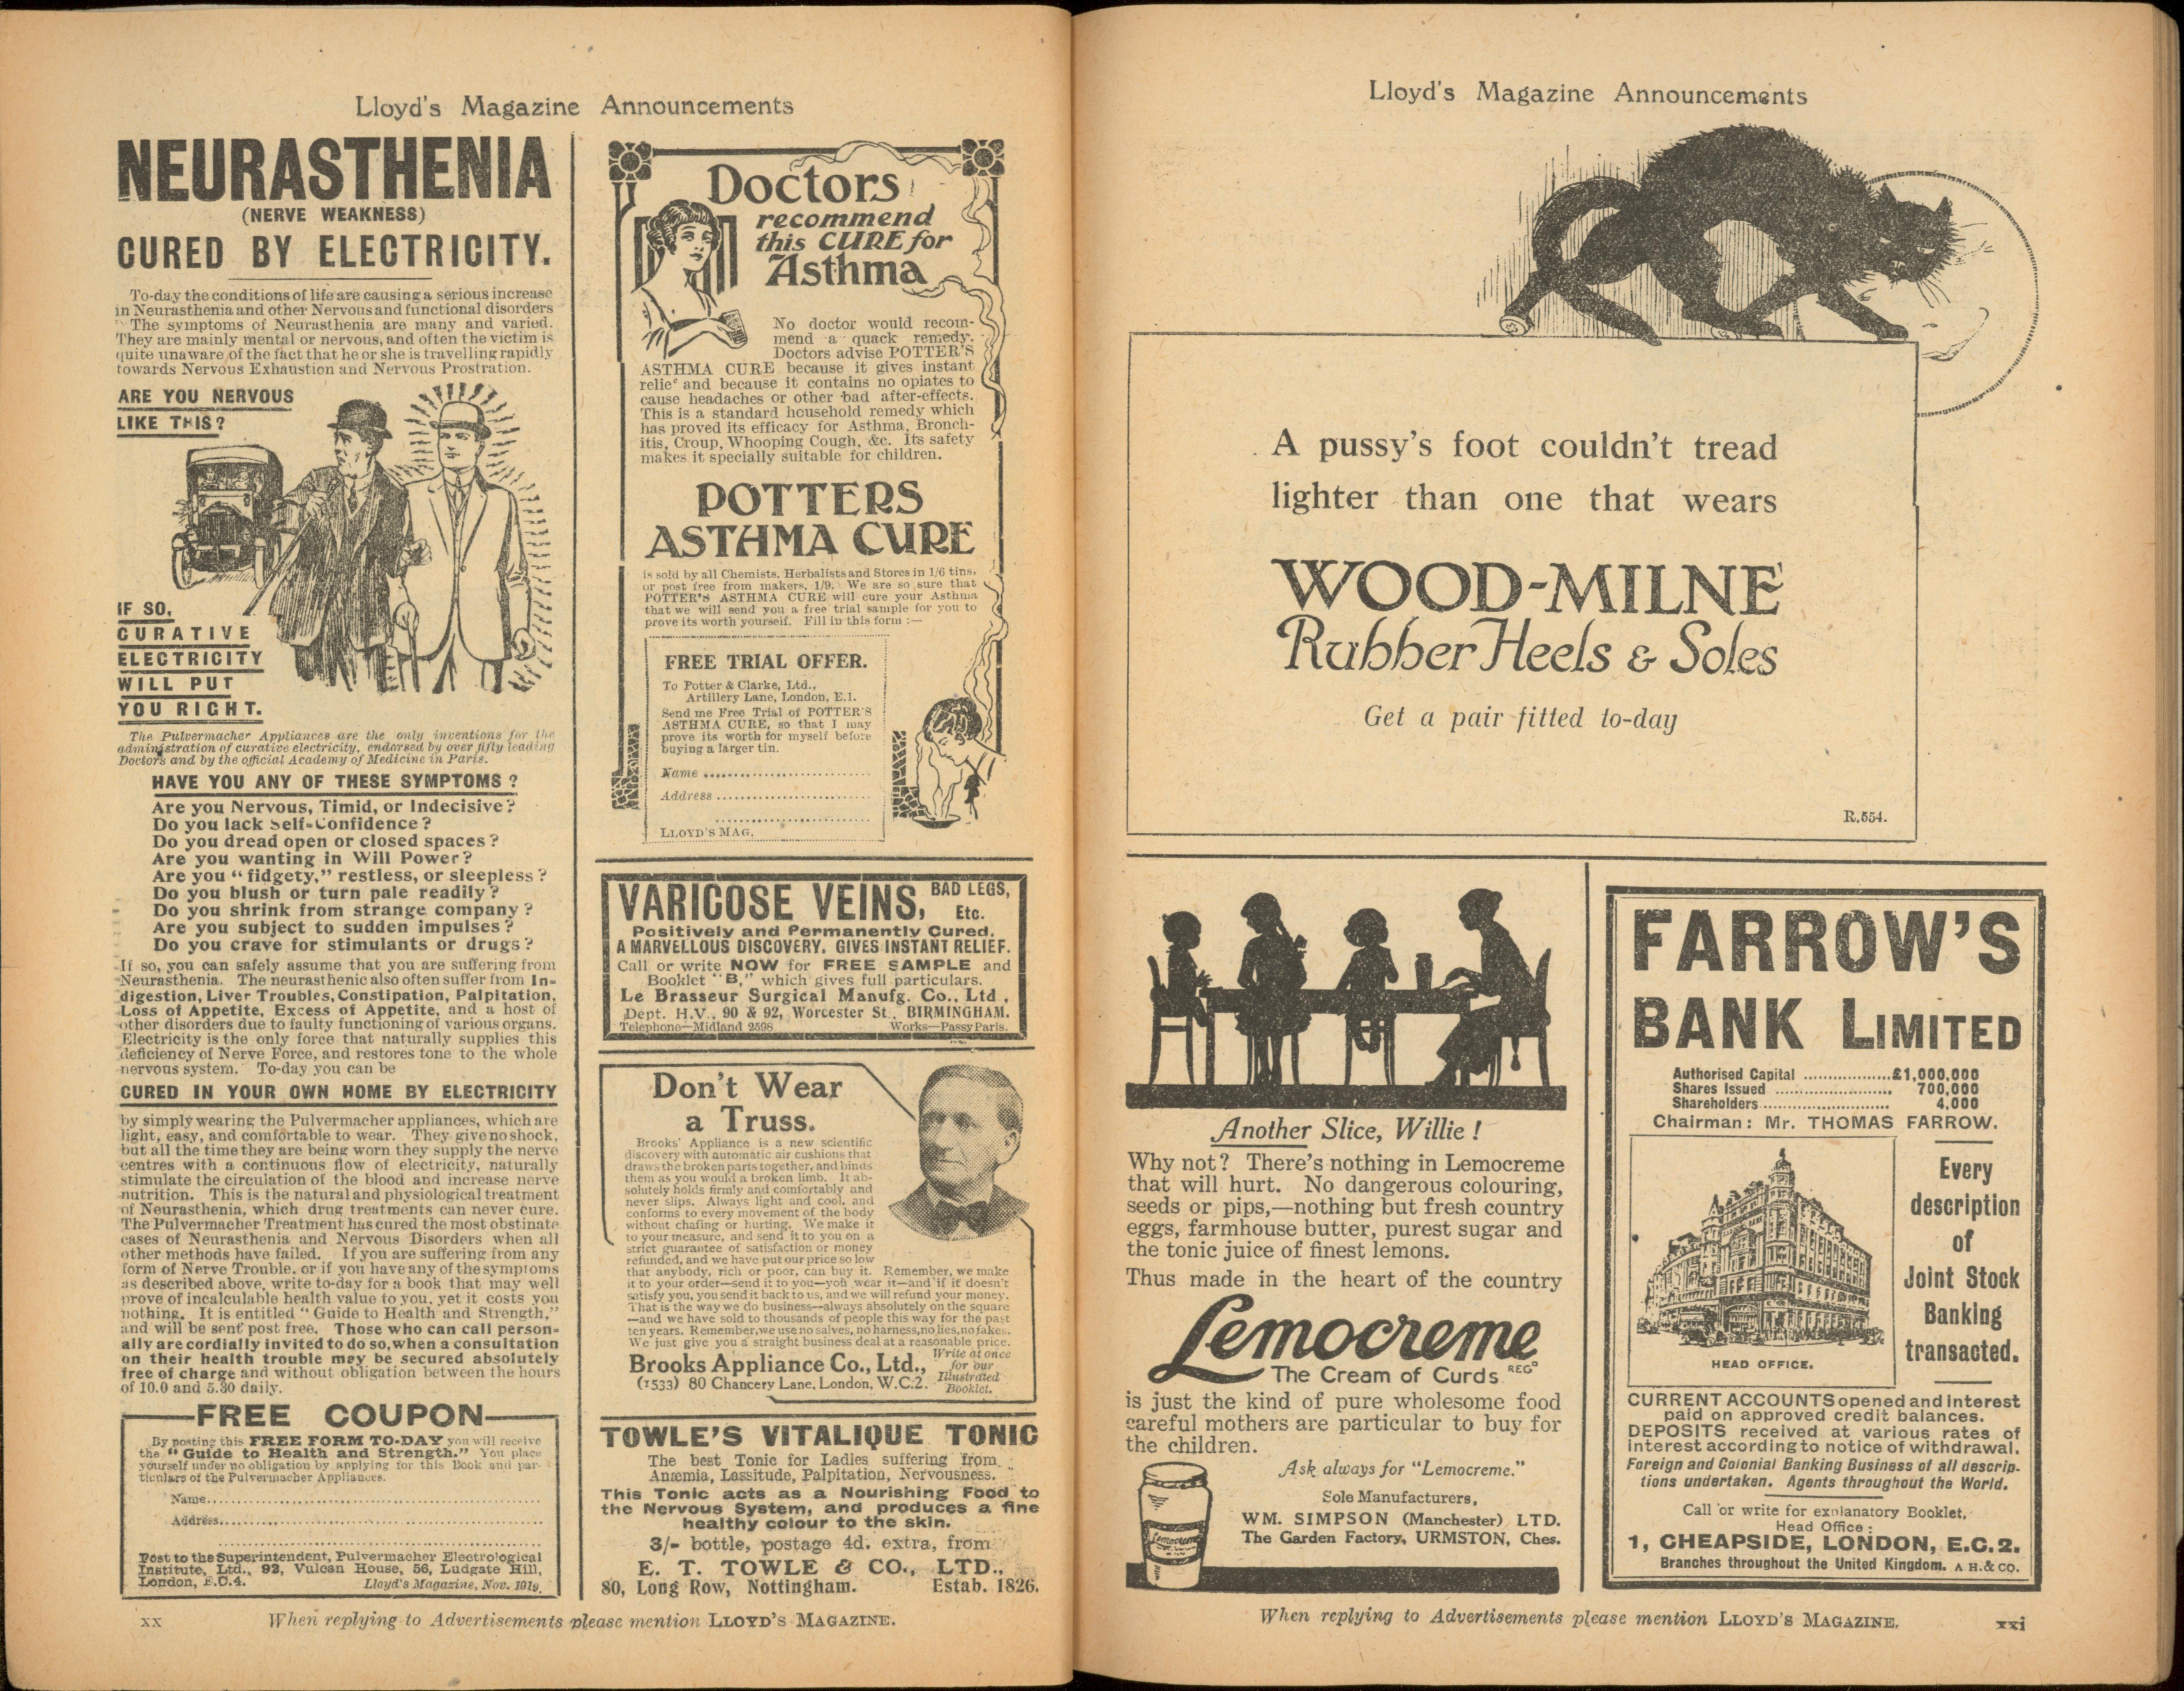 Lloyd's Magazine Announcements
NEURASTHENIA
(NERVE WEAKNESS)
CURED BY ELECTRICITY.
To-day the conditions of life are causing a serious increase
in Neurasthenia and other Nervous and functional disorders
The symptoms of Neurasthenia are many and varied.
They are mainly mental or nervous, and often the victim is
quite unaware of the fact that he or she is travelling rapidly
towards Nervous Exhaustion and Nervous Prostration.
ARE YOU NERVOUS
LIKE THIS?
IF SO,
CURATIVE
ELECTRICITY
WILL PUT
YOU RIGHT.
The Pulvermacher Appliances are the only inventions for the
administration of curative electricity, endorsed by over fifty leading
Doctors and by the official Academy of Medicine in Paris.
HAVE YOU ANY OF THESE SYMPTOMS?
Are you Nervous, Timid, or Indecisive?
Do you lack Self-Confidence?
Do you dread open or closed spaces?
Are you wanting in Will Power?
Are you "fidgety," restless, or sleepless?
Do you blush or turn pale readily?
Do you shrink from strange company?
Are you subject to sudden impulses?
Do you crave for stimulants or drugs?
If so, you can safely assume that you are suffering from
Neurasthenia. The neurasthenic also often suffer from In-
digestion, Liver Troubles, Constipation, Palpitation,
Loss of Appetite, Excess of Appetite, and a host of
other disorders due to faulty functioning of various organs.
Electricity is the only force that naturally supplies this
deficiency of Nerve Force, and restores tone to the whole
nervous system. To-day you can be
CURED IN YOUR OWN HOME BY ELECTRICITY
by simply wearing the Pulvermacher appliances, which are
light, easy, and comfortable to wear. They give no shock,
but all the time they are being worn they supply the nerve
centres with a continuous flow of electricity, naturally
stimulate the circulation of the blood and increase nerve
nutrition. This is the natural and physiological treatment
of Neurasthenia, which drug treatments can never cure.
The Pulvermacher Treatment has cured the most obstinate
cases of Neurasthenia and Nervous Disorders when all
other methods have failed. If you are suffering from any
form of Nerve Trouble, or if you have any of the symptoms
as described above, write to-day for a book that may well
prove of incalculable health value to you, yet it costs you
nothing. It is entitled "Guide to Health and Strength,"
and will be sent post free. Those who can call person-
ally are cordially invited to do so, when a consultation
on their health trouble may be secured absolutely
free of charge and without obligation between the hours
of 10.0 and 5.30 daily.
FREE COUPON
By posting this FREE FORM TO-DAY you will receive
the "Guide to Health and Strength." You place
yourself under no obligation by applying for this Book and par-
ticulars of the Pulvermacher Appliances.
Name
Address
Post to the Superintendent, Pulvermacher Electrological
Institute, Ltd., 92, Vulcan House, 56, Ludgate Hill,
London, E.C.4. Lloyd's Magazine, Nov. 1919.
Doctors
recommend
this CURE for
Asthma
No doctor would recom-
mend a quack remedy.
Doctors advise POTTER'S
ASTHMA CURE because it gives instant
relief and because it contains no opiates to
cause headaches or other bad after-effects.
This is a standard household remedy which
has proved its efficacy for Asthma, Bronch-
itis, Croup, Whooping Cough, &c. Its safety
makes it specially suitable for children.
POTTERS
ASTHMA CURE
is sold by all Chemists, Herbalists and Stores in 1/6 tins,
or post free from makers, 1/9. We are so sure that
POTTER'S ASTHMA CURE will cure your Asthma
that we will send you a free trial sample for you to
prove its worth yourself. Fill in this form :—
FREE TRIAL OFFER.
To Potter & Clarke, Ltd.,
Artillery Lane, London, E.1.
Send me Free Trial of POTTER'S
ASTHMA CURE, so that I may
prove its worth for myself before
buying a larger tin.
Name
Address
LLOYD'S MAG.
VARICOSE VEINS, BAD LEGS,
Etc.
Positively and Permanently Cured.
A MARVELLOUS DISCOVERY. GIVES INSTANT RELIEF.
Call or write NOW for FREE SAMPLE and
Booklet "B," which gives full particulars.
Le Brasseur Surgical Manufg. Co., Ltd.,
Dept. H.V., 90 & 92, Worcester St., BIRMINGHAM.
Telephone—Midland 2598 Works—Passy Paris.
Don't Wear
a Truss.
Brooks' Appliance is a new scientific
discovery with automatic air cushions that
draws the broken parts together, and binds
them as you would a broken limb. It ab-
solutely holds firmly and comfortably and
never slips. Always light and cool, and
conforms to every movement of the body
without chafing or hurting. We make it
to your measure, and send it to you on a
strict guarantee of satisfaction or money
refunded, and we have put our price so low
that anybody, rich or poor, can buy it. Remember, we make
it to your order—send it to you—you wear it—and if it doesn't
satisfy you, you send it back to us, and we will refund your money.
That is the way we do business—always absolutely on the square
—and we have sold to thousands of people this way for the past
ten years. Remember, we use no salves, no harness, no lies, no fakes.
We just give you a straight business deal at a reasonable price.
Brooks Appliance Co., Ltd.,
(1533) 80 Chancery Lane, London, W.C.2.
Write at once
for our
Illustrated
Booklet.
TOWLE'S VITALIQUE TONIC
The best Tonic for Ladies suffering from
Anæmia, Lassitude, Palpitation, Nervousness.
This Tonic acts as a Nourishing Food to
the Nervous System, and produces a fine
healthy colour to the skin.
3/- bottle, postage 4d. extra, from
E. T. TOWLE & CO., LTD.,
80, Long Row, Nottingham. Estab. 1826.
xx When replying to Advertisements please mention LLOYD'S MAGAZINE.
Lloyd's Magazine Announcements
A pussy's foot couldn't tread
lighter than one that wears
WOOD-MILNE
Rubber Heels & Soles
Get a pair fitted to-day
R.554.
Another Slice, Willie!
Why not? There's nothing in Lemocreme
that will hurt. No dangerous colouring,
seeds or pips,—nothing but fresh country
eggs, farmhouse butter, purest sugar and
the tonic juice of finest lemons.
Thus made in the heart of the country
Lemocreme
The Cream of Curds REGD
is just the kind of pure wholesome food
careful mothers are particular to buy for
the children.
Ask always for "Lemocreme."
Sole Manufacturers,
WM. SIMPSON (Manchester) LTD.
The Garden Factory, URMSTON, Ches.
Lemocreme
FARROW'S
BANK LIMITED
Authorised Capital £1,000,000
Shares Issued 700,000
Shareholders 4,000
Chairman: Mr. THOMAS FARROW.
HEAD OFFICE.
Every
description
of
Joint Stock
Banking
transacted.
CURRENT ACCOUNTS opened and interest
paid on approved credit balances.
DEPOSITS received at various rates of
interest according to notice of withdrawal.
Foreign and Colonial Banking Business of all descrip-
tions undertaken. Agents throughout the World.
Call or write for explanatory Booklet.
Head Office:
1, CHEAPSIDE, LONDON, E.C.2.
Branches throughout the United Kingdom. A H.& CO.
When replying to Advertisements please mention LLOYD'S MAGAZINE. xxi